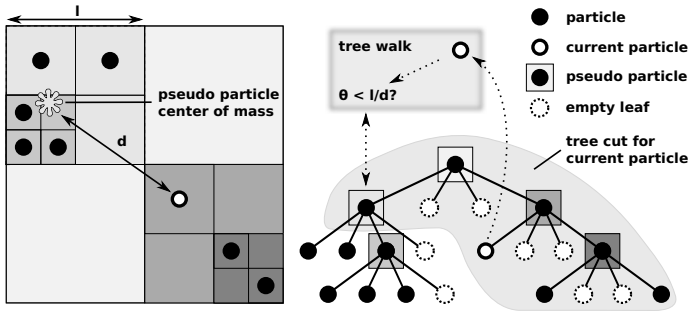 l
pseudo particle
center of mass
d
tree walk
θ < l/d?
particle
current particle
pseudo particle
empty leaf
tree cut for
current particle